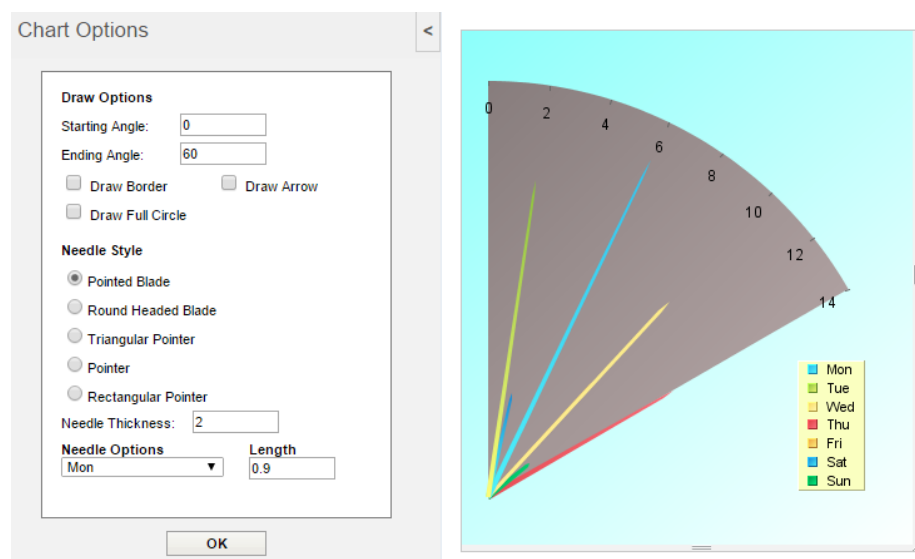 Chart Options
<
Draw Options
Starting Angle: 0
Ending Angle: 60
Draw Border Draw Arrow
Draw Full Circle
Needle Style
Pointed Blade
Round Headed Blade
Triangular Pointer
Pointer
Rectangular Pointer
Needle Thickness: 2
Needle Options Length
Mon 0.9
OK
0
2
4
6
8
10
12
14
Mon
Tue
Wed
Thu
Fri
Sat
Sun